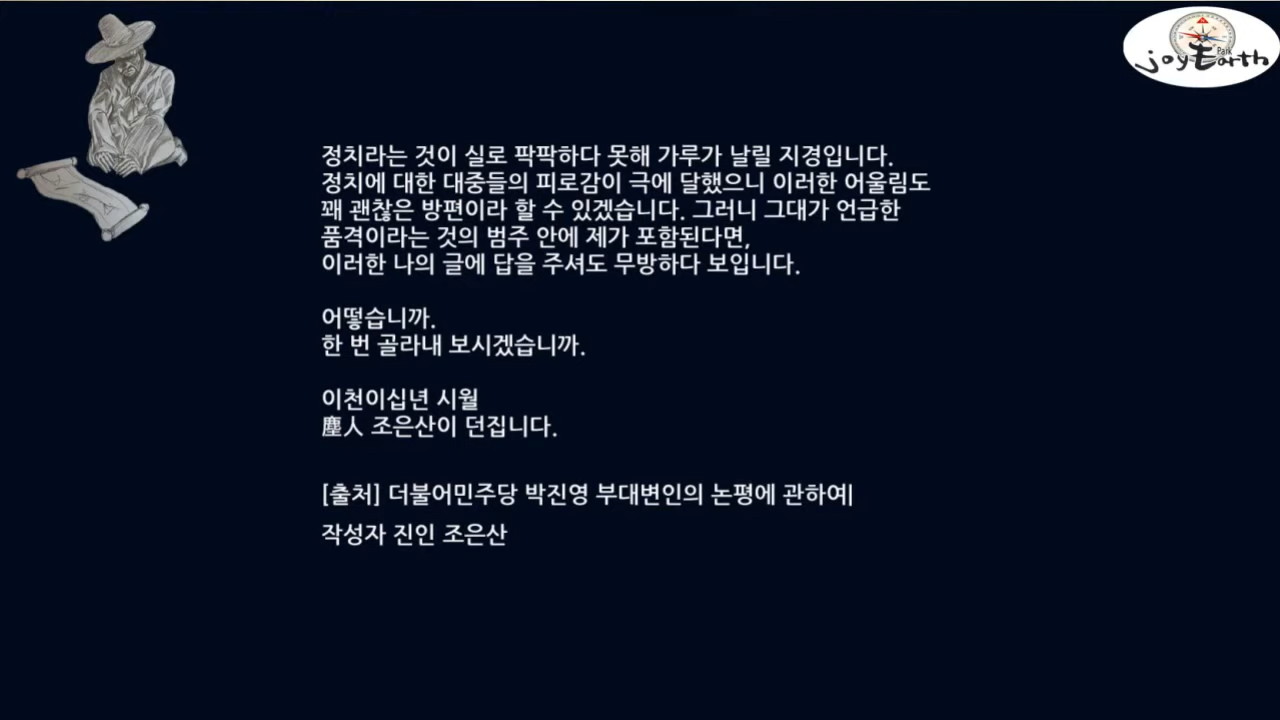 joy Earth
Park
정치라는 것이 실로 팍팍하다 못해 가루가 날릴 지경입니다.
정치에 대한 대중들의 피로감이 극에 달했으니 이러한 어울림도
꽤 괜찮은 방편이라 할 수 있겠습니다. 그러니 그대가 언급한
품격이라는 것의 범주 안에 제가 포함된다면,
이러한 나의 글에 답을 주셔도 무방하다 보입니다.
어떻습니까.
한 번 골라내 보시겠습니까.
이천이십년 시월
塵人 조은산이 던집니다.
[출처] 더불어민주당 박진영 부대변인의 논평에 관하여|
작성자 진인 조은산